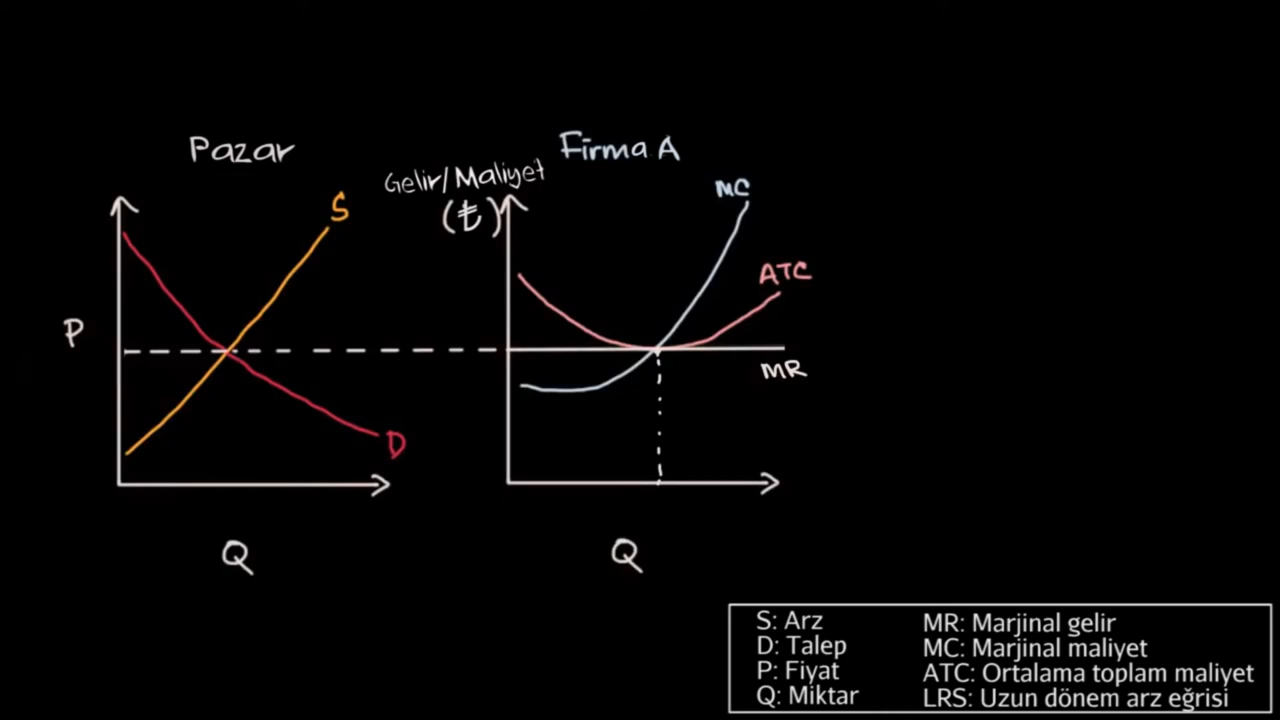 Pazar
Firma A
Gelir/Maliyet
(₺)
MC
S
ATC
P
MR
D
Q
Q
S: Arz
D: Talep
P: Fiyat
Q: Miktar
MR: Marjinal gelir
MC: Marjinal maliyet
ATC: Ortalama toplam maliyet
LRS: Uzun dönem arz eğrisi